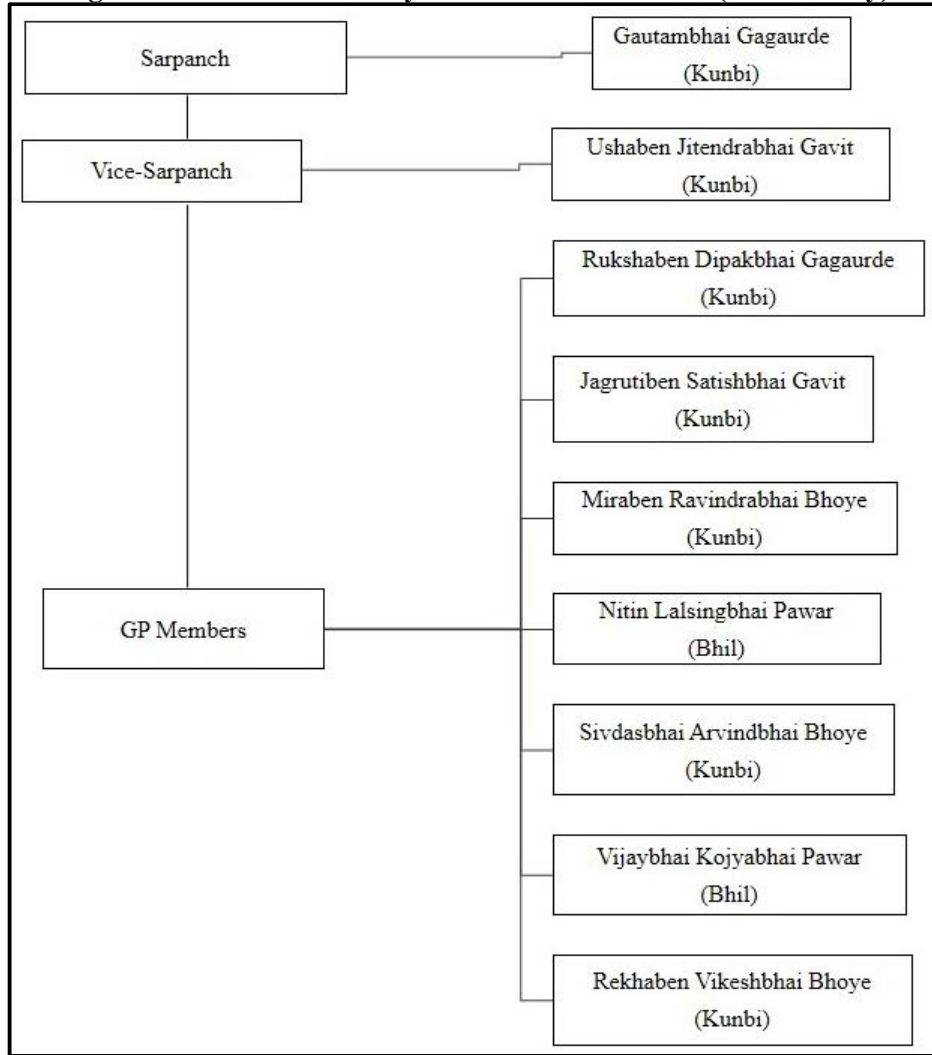 Sarpanch
Gautambhai Gagaurde
(Kunbi)
Vice-Sarpanch
Ushaben Jitendrabhai Gavit
(Kunbi)
Rukshaben Dipakbhai Gagaurde
(Kunbi)
Jagrutiben Satishbhai Gavit
(Kunbi)
Miraben Ravindrabhai Bhoye
(Kunbi)
GP Members
Nitin Lalsingbhai Pawar
(Bhil)
Sivdasbhai Arvindbhai Bhoye
(Kunbi)
Vijaybhai Kojyabhai Pawar
(Bhil)
Rekhaben Vikeshbhai Bhoye
(Kunbi)